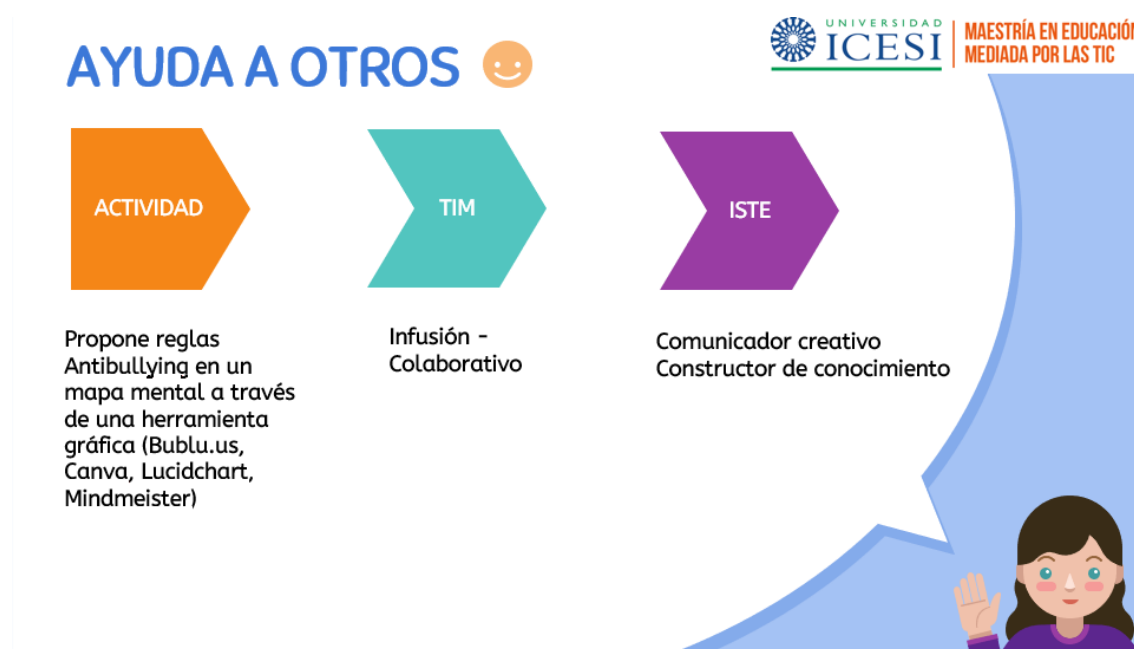 AYUDA A OTROS
UNIVERSIDAD
ICESI
MAESTRÍA EN EDUCACIÓN
MEDIADA POR LAS TIC
ACTIVIDAD
TIM
ISTE
Propone reglas
Antibullying en un
mapa mental a través
de una herramienta
gráfica (Bublu.us,
Canva, Lucidchart,
Mindmeister)
Infusión -
Colaborativo
Comunicador creativo
Constructor de conocimiento